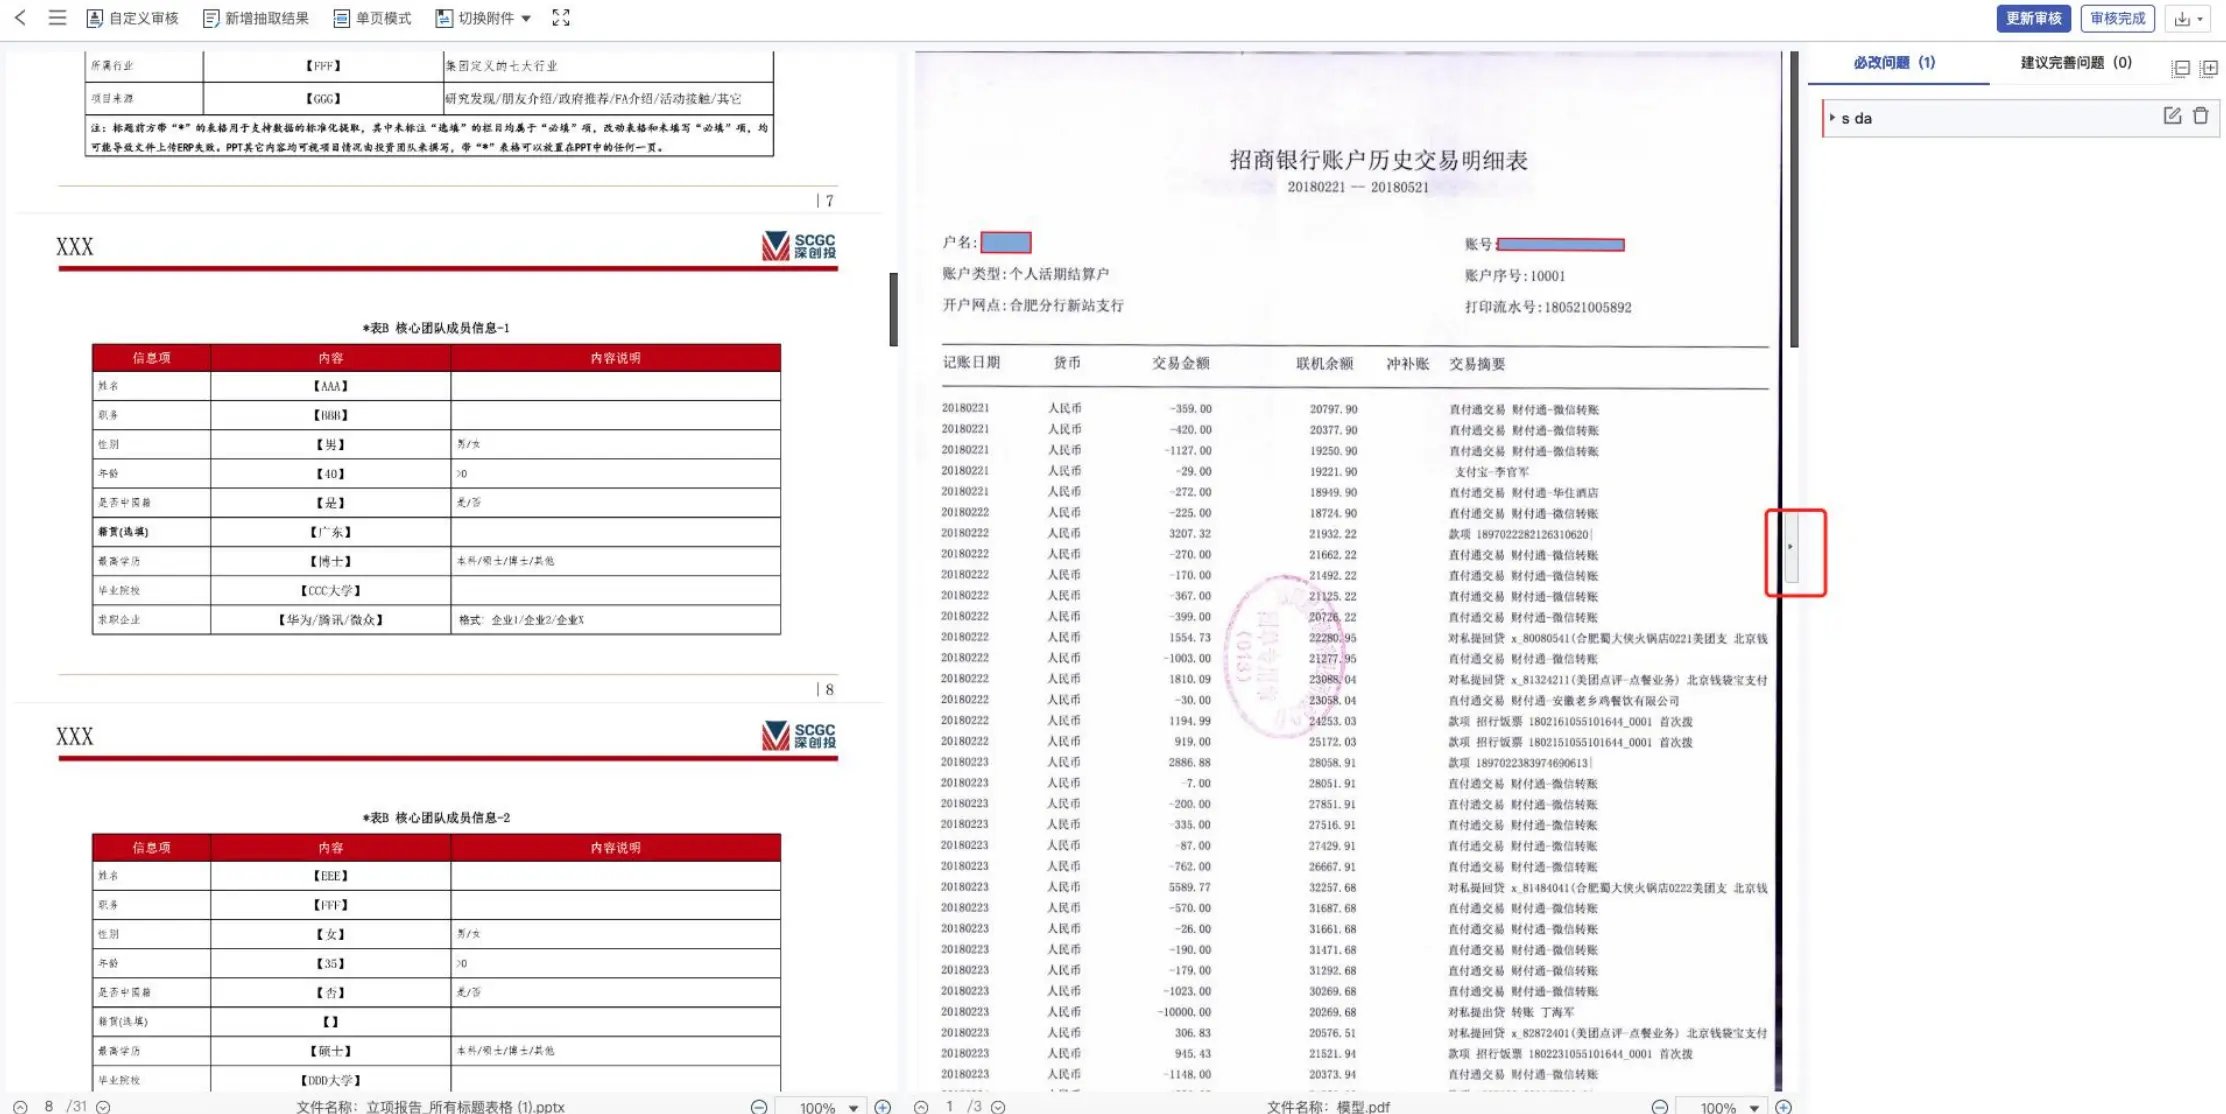 自定义审核 新增抽取结果 单页模式 切换附件 更新审核 审核完成
所属行业 【FFF】 集团定义的七大行业
项目来源 【GGG】 研究发现/朋友介绍/政府推荐/FA介绍/活动接触/其它
注：标题前方带“*”的表格用于支持数据的标准化提取，其中未标注“选填”的栏目均属于“必填”项，改动表格和未填写“必填”项，均
可能导致文件上传ERP失败。PPT其它内容均可视项目情况由投资团队来撰写，带“*”表格可以放置在PPT中的任何一页。
| 7
XXX
SCGC
深创投
*表B 核心团队成员信息-1
信息项 内容 内容说明
姓名 【AAA】
职务 【BBB】
性别 【男】 男/女
年龄 【40】 >0
是否中国籍 【是】 是/否
籍贯(选填) 【广东】
最高学历 【博士】 本科/硕士/博士/其他
毕业院校 【CCC大学】
求职企业 【华为/腾讯/微众】 格式：企业1/企业2/企业X
| 8
XXX
SCGC
深创投
*表B 核心团队成员信息-2
信息项 内容 内容说明
姓名 【EEE】
职务 【FFF】
性别 【女】 男/女
年龄 【35】 >0
是否中国籍 【否】 是/否
籍贯(选填) 【】
最高学历 【硕士】 本科/硕士/博士/其他
毕业院校 【DDD大学】
8 /31 文件名称：立项报告_所有标题表格 (1).pptx 100%
招商银行账户历史交易明细表
20180221 -- 20180521
户名: 账号:
账户类型:个人活期结算户 账户序号:10001
开户网点:合肥分行新站支行 打印流水号:180521005892
记账日期 货币 交易金额 联机余额 冲补账 交易摘要
20180221 人民币 -359.00 20797.90 直付通交易 财付通-微信转账
20180221 人民币 -420.00 20377.90 直付通交易 财付通-微信转账
20180221 人民币 -1127.00 19250.90 直付通交易 财付通-微信转账
20180221 人民币 -29.00 19221.90 支付宝-李官军
20180221 人民币 -272.00 18949.90 直付通交易 财付通-华住酒店
20180222 人民币 -225.00 18724.90 直付通交易 财付通-微信转账
20180222 人民币 3207.32 21932.22 款项 1897022282126310620|
20180222 人民币 -270.00 21662.22 直付通交易 财付通-微信转账
20180222 人民币 -170.00 21492.22 直付通交易 财付通-微信转账
20180222 人民币 -367.00 21125.22 直付通交易 财付通-微信转账
20180222 人民币 -399.00 20726.22 直付通交易 财付通-微信转账
20180222 人民币 1554.73 22280.95 对私提回贷 x_80080541(合肥蜀大侠火锅店0221美团支 北京钱
20180222 人民币 -1003.00 21277.95 直付通交易 财付通-微信转账
20180222 人民币 1810.09 23088.04 对私提回贷 x_81324211(美团点评-点餐业务) 北京钱袋宝支付
20180222 人民币 -30.00 23058.04 直付通交易 财付通-安徽老乡鸡餐饮有限公司
20180222 人民币 1194.99 24253.03 款项 招行饭票 1802161055101644_0001 首次拨
20180222 人民币 919.00 25172.03 款项 招行饭票 1802151055101644_0001 首次拨
20180223 人民币 2886.88 28058.91 款项 1897022383974690613|
20180223 人民币 -7.00 28051.91 直付通交易 财付通-微信转账
20180223 人民币 -200.00 27851.91 直付通交易 财付通-微信转账
20180223 人民币 -335.00 27516.91 直付通交易 财付通-微信转账
20180223 人民币 -87.00 27429.91 直付通交易 财付通-微信转账
20180223 人民币 -762.00 26667.91 直付通交易 财付通-微信转账
20180223 人民币 5589.77 32257.68 对私提回贷 x_81484041(合肥蜀大侠火锅店0222美团支 北京钱
20180223 人民币 -570.00 31687.68 直付通交易 财付通-微信转账
20180223 人民币 -26.00 31661.68 直付通交易 财付通-微信转账
20180223 人民币 -190.00 31471.68 直付通交易 财付通-微信转账
20180223 人民币 -179.00 31292.68 直付通交易 财付通-微信转账
20180223 人民币 -1023.00 30269.68 直付通交易 财付通-微信转账
20180223 人民币 -10000.00 20269.68 对私提出贷 转账 丁海军
20180223 人民币 306.83 20576.51 对私提回贷 x_82872401(美团点评-点餐业务) 北京钱袋宝支付
20180223 人民币 945.43 21521.94 款项 招行饭票 1802231055101644_0001 首次拨
20180223 人民币 -1148.00 20373.94 直付通交易 财付通-微信转账
(013)
1 /3 文件名称：模型.pdf 100%
必改问题（1） 建议完善问题（0）
s da